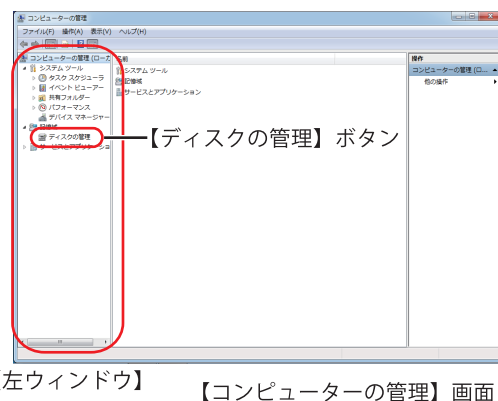 コンピューターの管理
ファイル(F) 操作(A) 表示(V) ヘルプ(H)
コンピューターの管理 (ローカ
システム ツール
タスク スケジューラ
イベント ビューアー
共有フォルダー
パフォーマンス
デバイス マネージャー
記憶域
ディスクの管理
サービスとアプリケーショ
名前
システム ツール
記憶域
サービスとアプリケーション
操作
コンピューターの管理 (ロ...
他の操作
【ディスクの管理】ボタン
左ウィンドウ】
【コンピューターの管理】画面